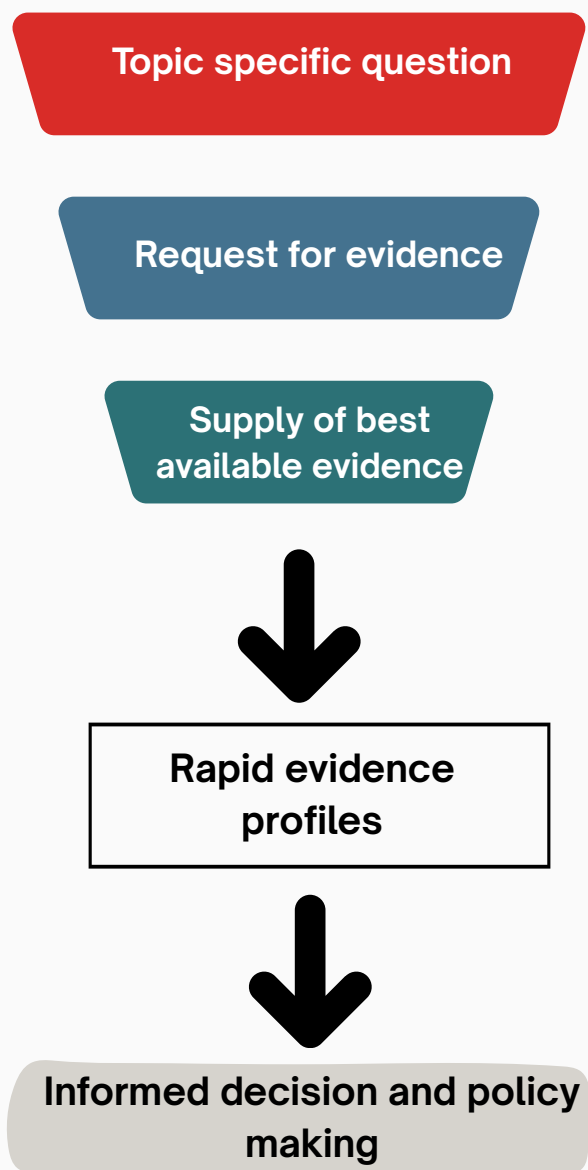 Topic specific question
Request for evidence
Supply of best
available evidence
Rapid evidence
profiles
Informed decision and policy
making